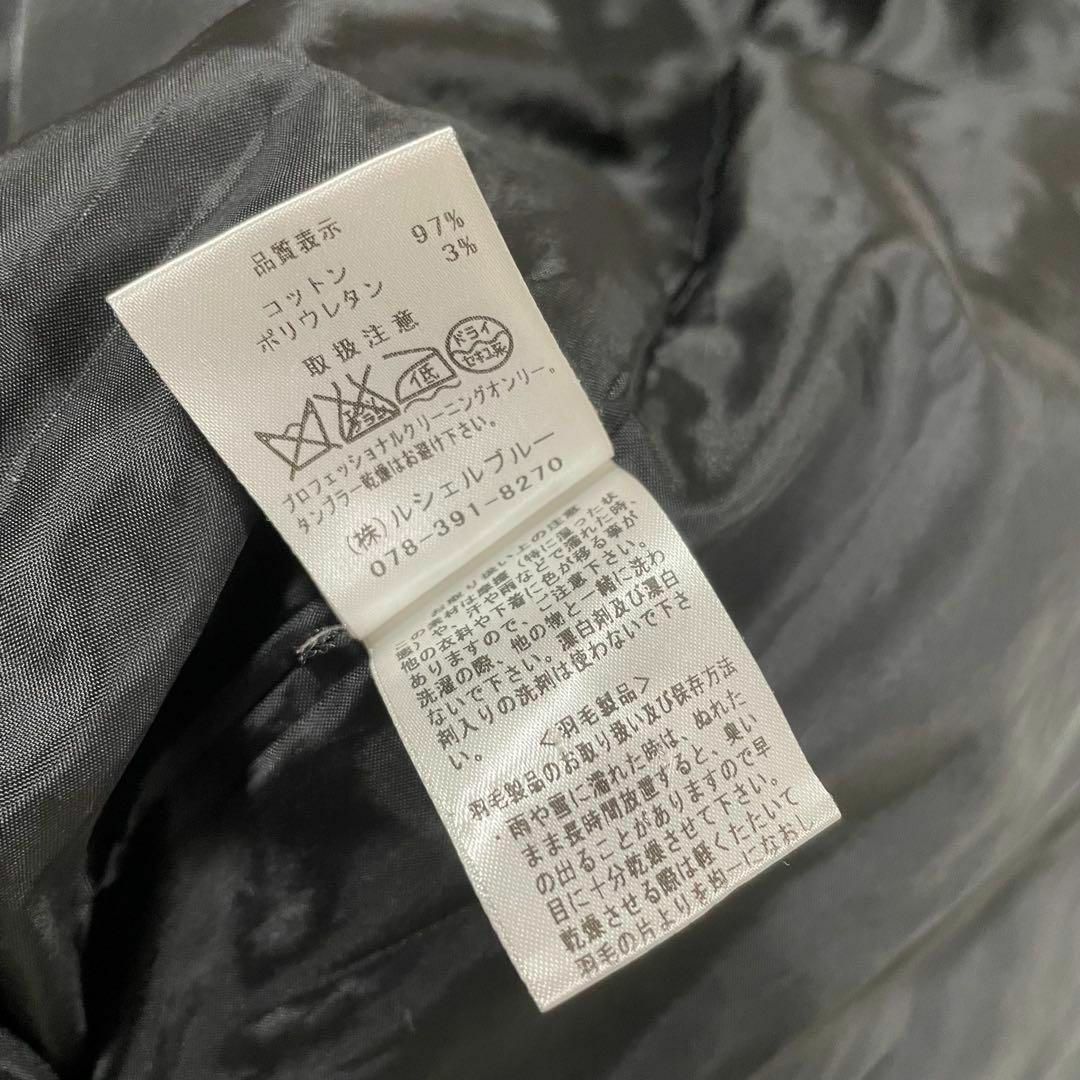 品質表示
コットン 97%
ポリウレタン 3%
取扱注意
低
ドライ
セキユ系
プロフェッショナルクリーニングオンリー。
タンブラー乾燥はお避け下さい。
(株)ルシェルブルー
078-391-8270
お取り扱い上の注意
この素材は摩擦(特に湿った状
態)や、汗や雨などで濡れた時、
他の衣料や下着に色が移る事が
ありますので、ご注意下さい。
洗濯の際、他の物と一緒に洗わ
ないで下さい。漂白剤及び漂白
剤入りの洗剤は使わないで下さ
い。
<羽毛製品>
羽毛製品のお取り扱い及び保存方法
・雨や雪に濡れた時は、ぬれた
まま長時間放置すると、臭い
の出ることがありますので早
目に十分乾燥させて下さい。
乾燥させる際は軽くたたいて
羽毛の片よりを均一になおし